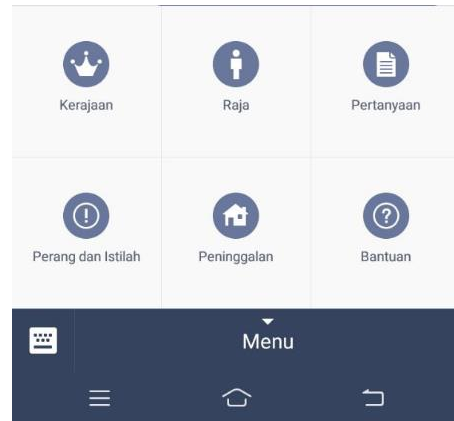 Kerajaan
Raja
Pertanyaan
Perang dan Istilah
Peninggalan
Bantuan
Menu